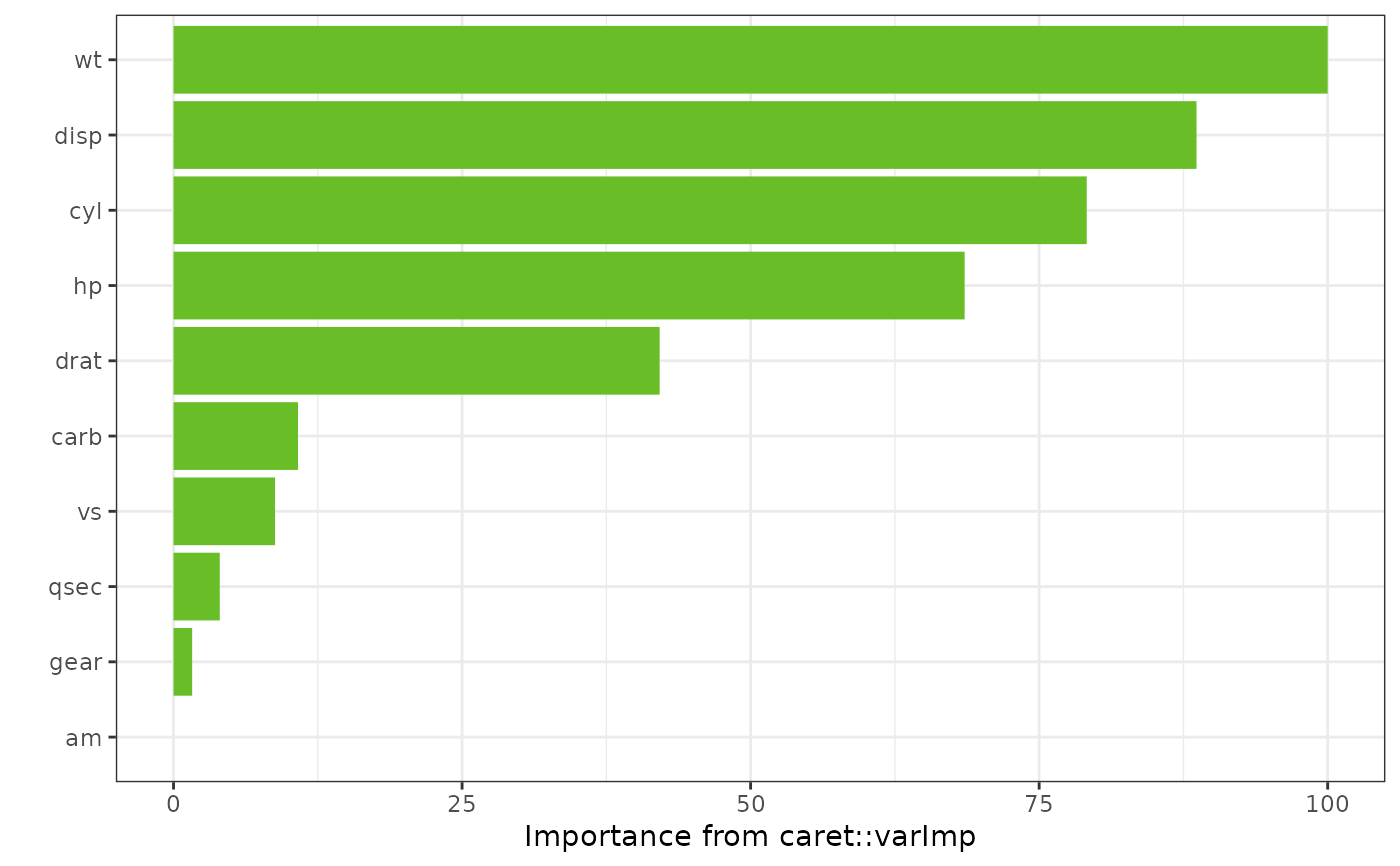 wt
disp
cyl
hp
drat
carb
vs
qsec
gear
am
0 25 50 75 100
Importance from caret::varImp